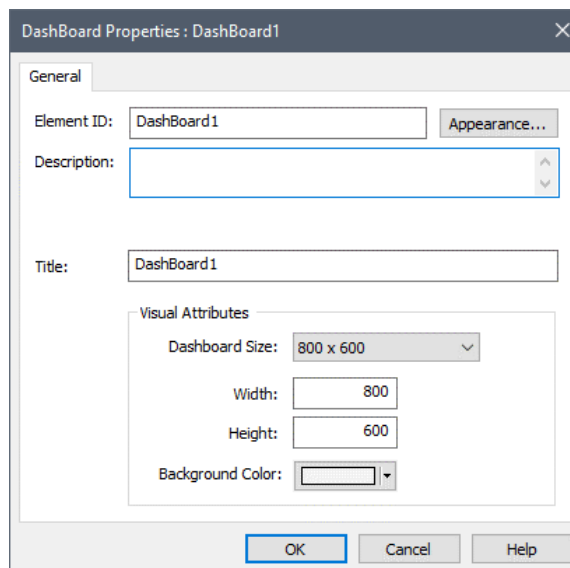 DashBoard Properties : DashBoard1
General
Element ID: DashBoard1 Appearance...
Description:
Title: DashBoard1
Visual Attributes
Dashboard Size: 800 x 600
Width: 800
Height: 600
Background Color:
OK Cancel Help